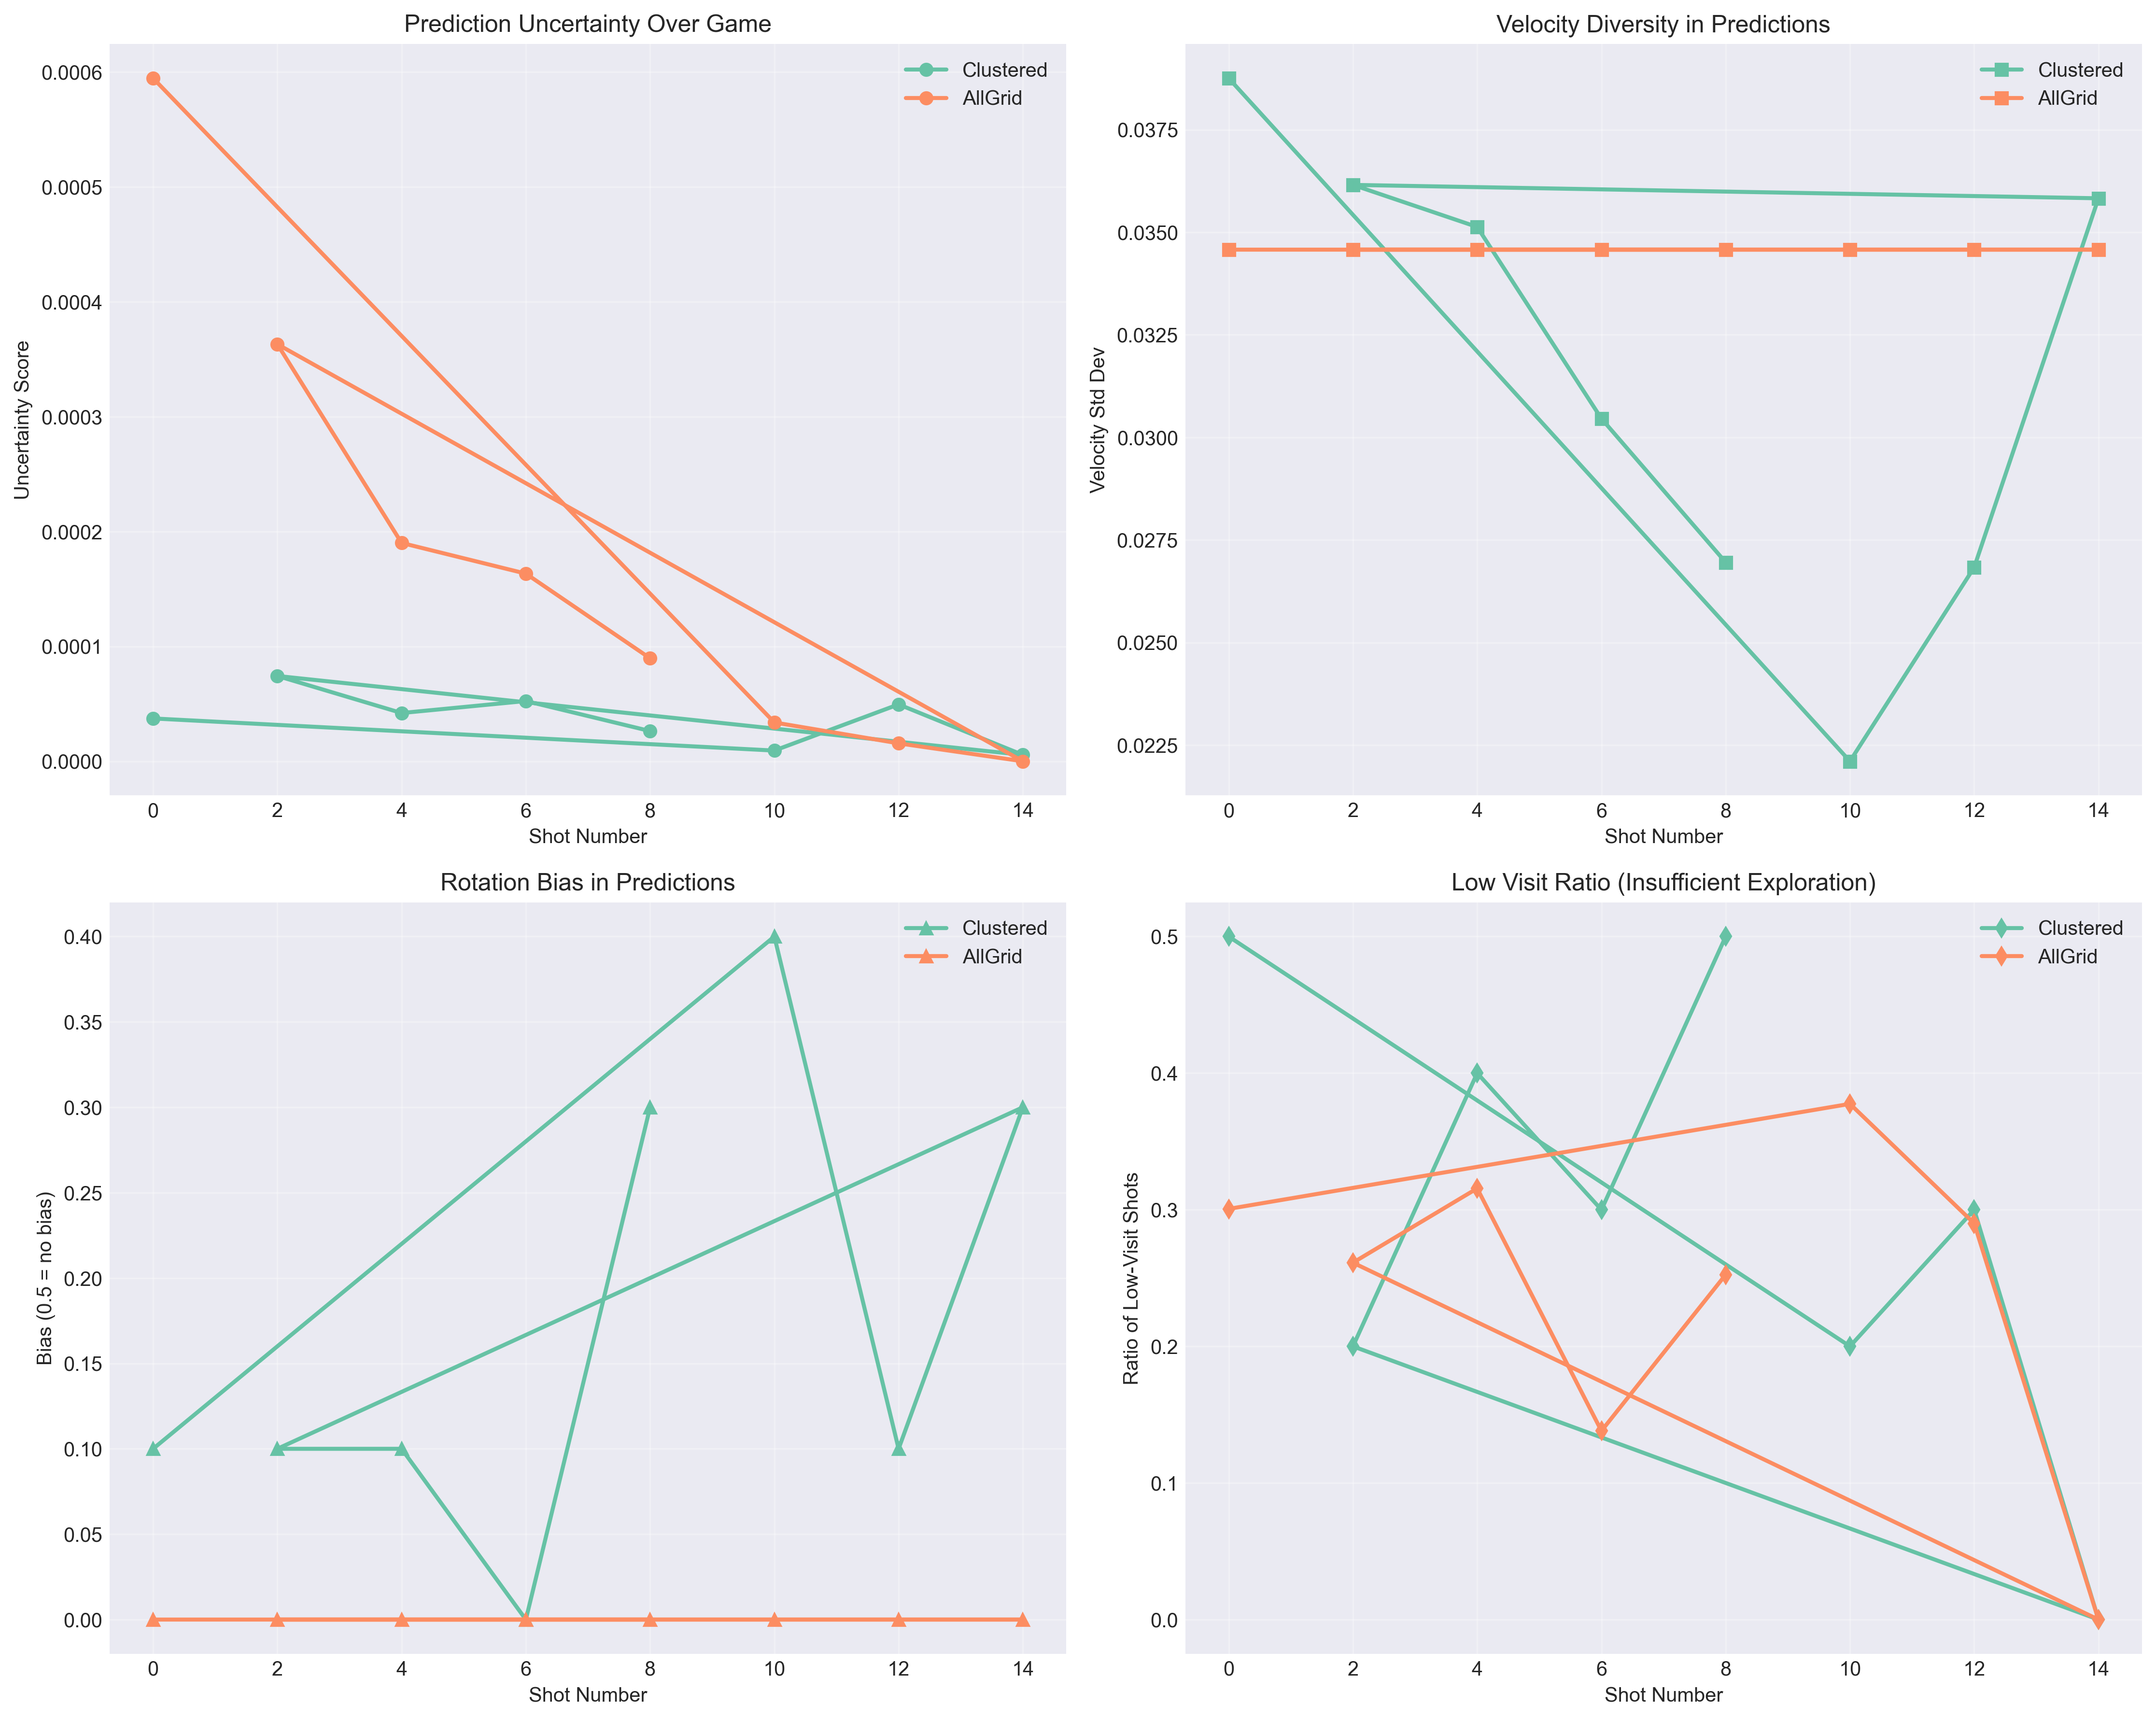 Prediction Uncertainty Over Game
Clustered
AllGrid
0.0006
0.0005
0.0004
0.0003
0.0002
0.0001
0.0000
Uncertainty Score
0 2 4 6 8 10 12 14
Shot Number
Velocity Diversity in Predictions
Clustered
AllGrid
0.0375
0.0350
0.0325
0.0300
0.0275
0.0250
0.0225
Velocity Std Dev
0 2 4 6 8 10 12 14
Shot Number
Rotation Bias in Predictions
Clustered
AllGrid
0.40
0.35
0.30
0.25
0.20
0.15
0.10
0.05
0.00
Bias (0.5 = no bias)
0 2 4 6 8 10 12 14
Shot Number
Low Visit Ratio (Insufficient Exploration)
Clustered
AllGrid
0.5
0.4
0.3
0.2
0.1
0.0
Ratio of Low-Visit Shots
0 2 4 6 8 10 12 14
Shot Number